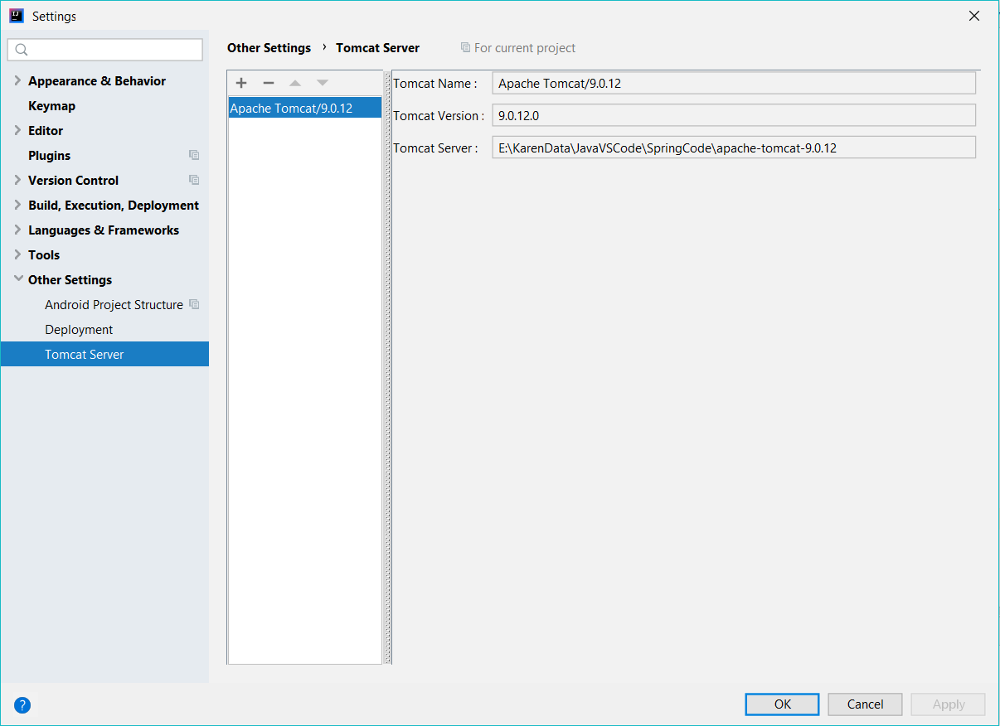 Settings
Other Settings › Tomcat Server For current project
Appearance & Behavior
Keymap
Editor
Plugins
Version Control
Build, Execution, Deployment
Languages & Frameworks
Tools
Other Settings
Android Project Structure
Deployment
Tomcat Server
Apache Tomcat/9.0.12
Tomcat Name : Apache Tomcat/9.0.12
Tomcat Version : 9.0.12.0
Tomcat Server : E:\KarenData\JavaVSCode\SpringCode\apache-tomcat-9.0.12
? OK Cancel Apply